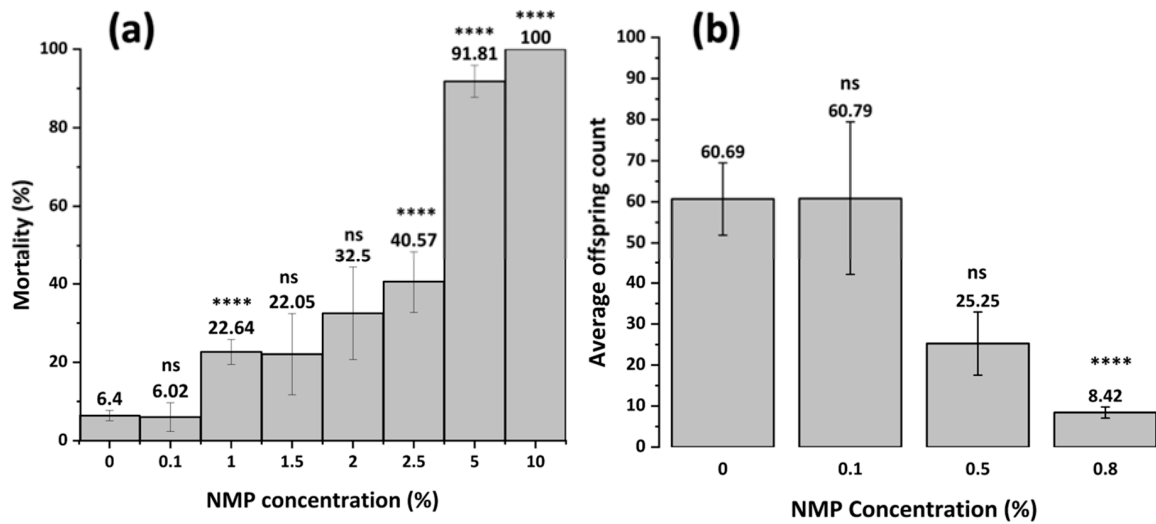 (a)
Mortality (%)
100
80
60
40
20
0
6.4
ns
6.02
****
22.64
ns
22.05
ns
32.5
****
40.57
****
91.81
****
100
0 0.1 1 1.5 2 2.5 5 10
NMP concentration (%)
(b)
Average offspring count
100
90
80
70
60
50
40
30
20
10
0
60.69
ns
60.79
ns
25.25
****
8.42
0 0.1 0.5 0.8
NMP Concentration (%)